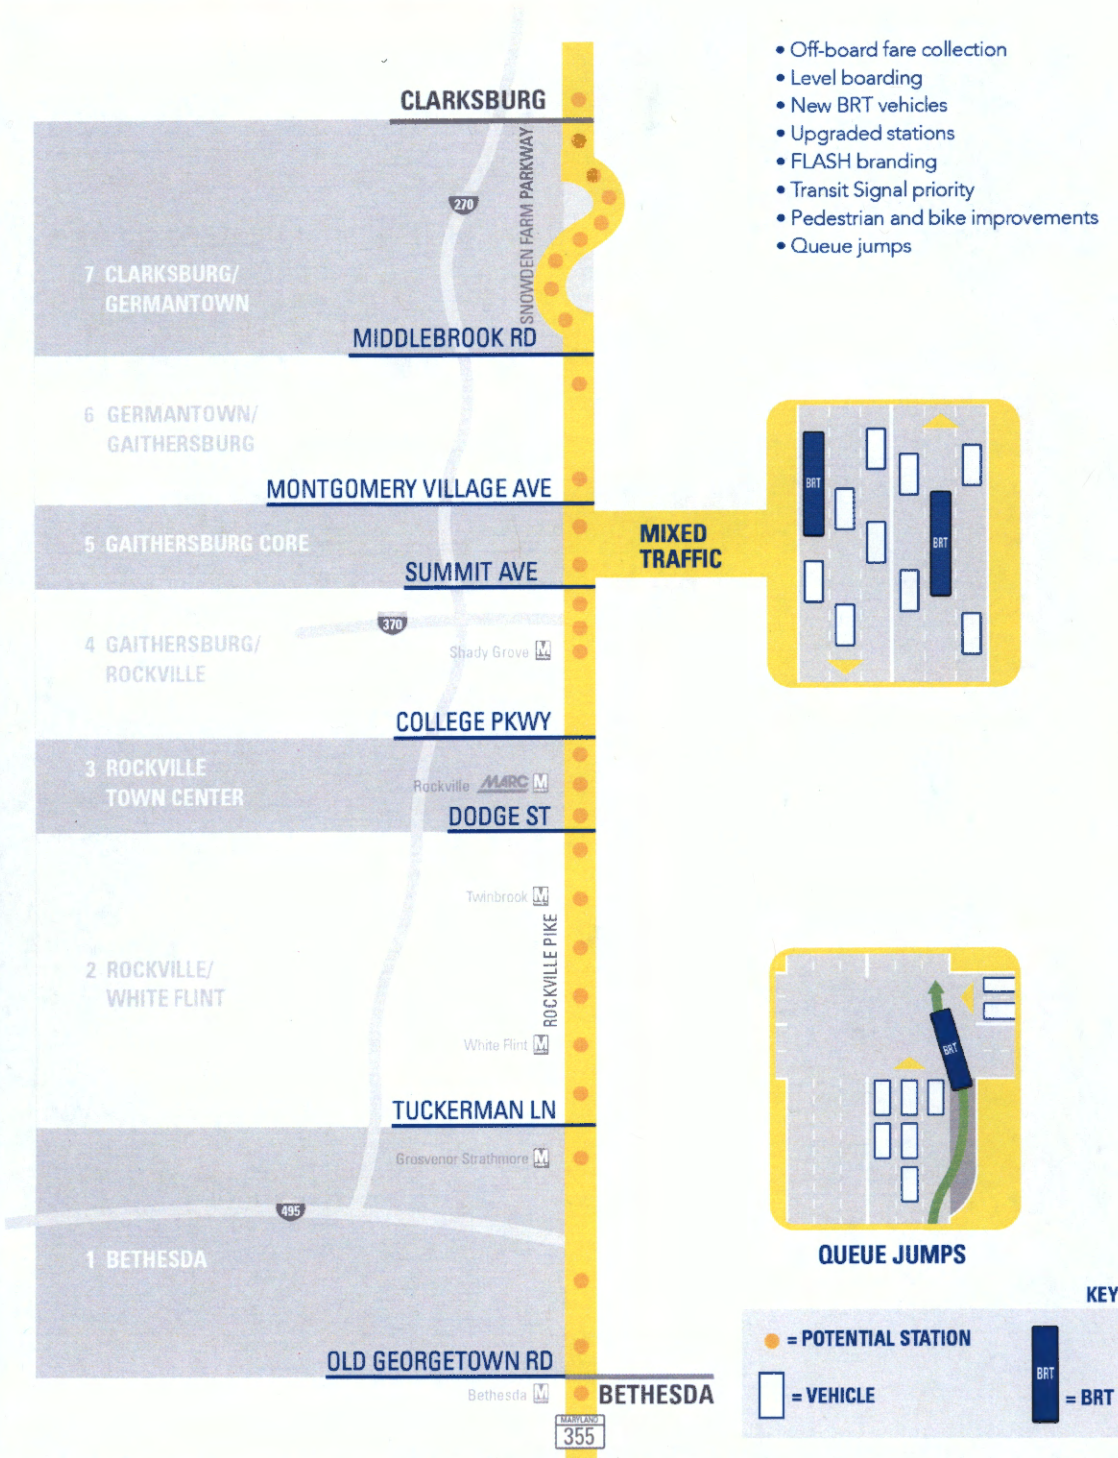 • Off-board fare collection
• Level boarding
• New BRT vehicles
• Upgraded stations
• FLASH branding
• Transit Signal priority
• Pedestrian and bike improvements
• Queue jumps
CLARKSBURG
SNOWDEN FARM PARKWAY
270
7 CLARKSBURG/
GERMANTOWN
MIDDLEBROOK RD
6 GERMANTOWN/
GAITHERSBURG
MONTGOMERY VILLAGE AVE
5 GAITHERSBURG CORE
SUMMIT AVE
MIXED
TRAFFIC
BRT
BRT
370
4 GAITHERSBURG/
ROCKVILLE
Shady Grove M
COLLEGE PKWY
3 ROCKVILLE
TOWN CENTER
Rockville MARC M
DODGE ST
Twinbrook M
ROCKVILLE PIKE
2 ROCKVILLE/
WHITE FLINT
White Flint M
TUCKERMAN LN
Grosvenor Strathmore M
495
1 BETHESDA
OLD GEORGETOWN RD
Bethesda M
BETHESDA
MARYLAND
355
BRT
QUEUE JUMPS
KEY
= POTENTIAL STATION
= VEHICLE
BRT
= BRT